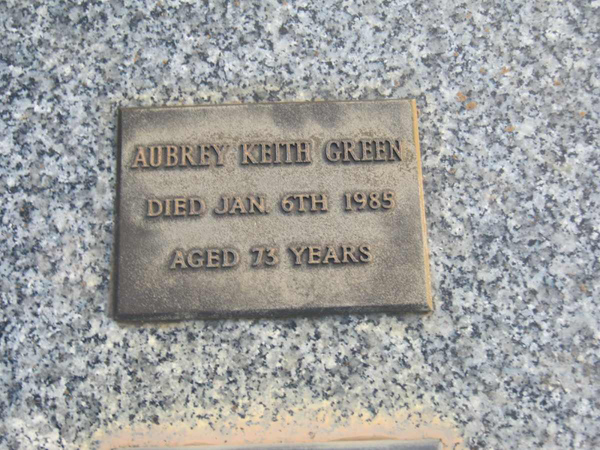 AUBREY KEITH GREEN
DIED JAN. 6TH 1985
AGED 73 YEARS